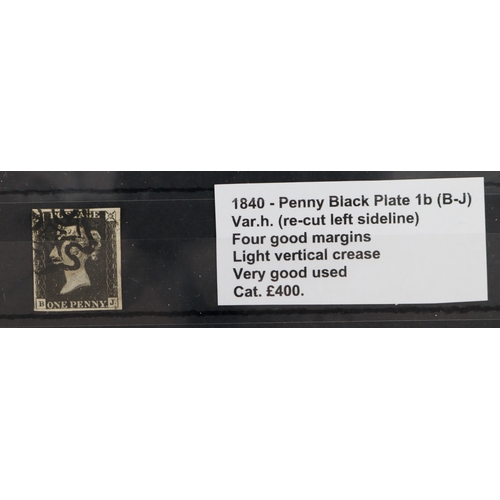 POSTAGE
B ONE PENNY J
1840 - Penny Black Plate 1b (B-J)
Var.h. (re-cut left sideline)
Four good margins
Light vertical crease
Very good used
Cat. £400.